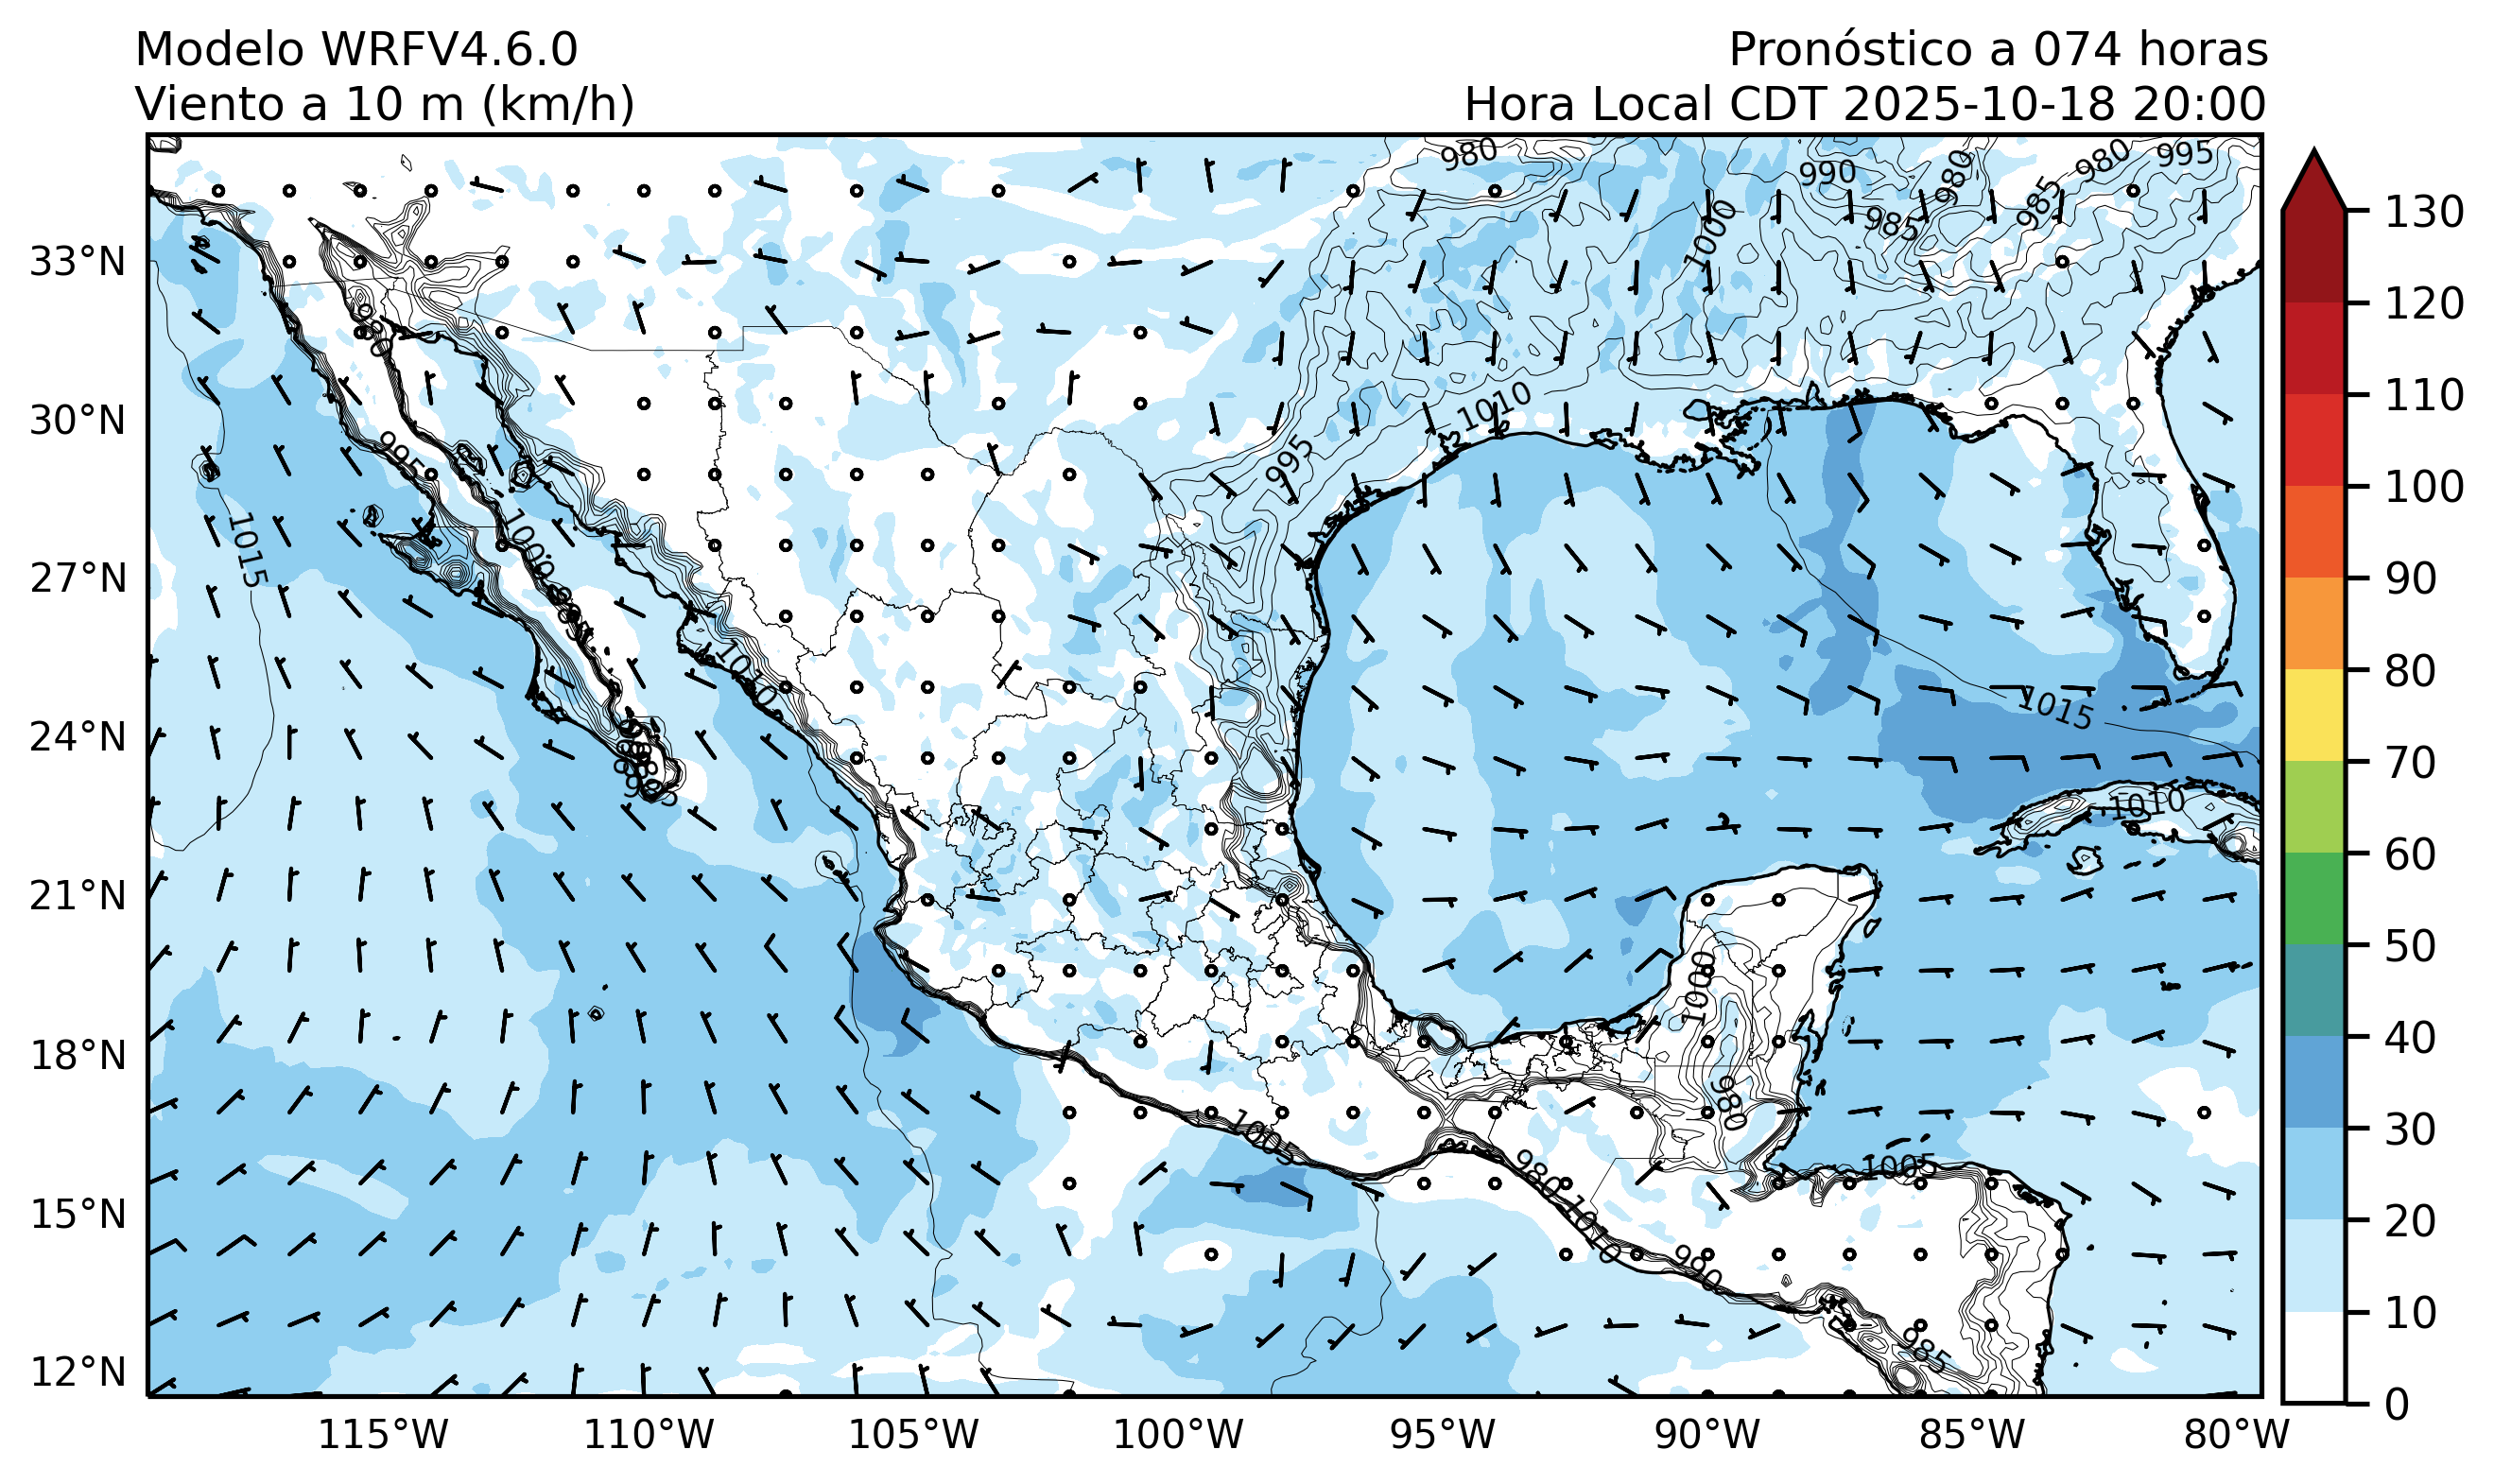 Modelo WRFV4.6.0
Pronóstico a 074 horas
Viento a 10 m (km/h)
Hora Local CDT 2025-10-18 20:00
980
990
980
980
995
985
985
1000
1010
995
995
1015
1010
1015
1010
1000
980
1005
1005
980
1010
980
985
33°N
30°N
27°N
24°N
21°N
18°N
15°N
12°N
115°W
110°W
105°W
100°W
95°W
90°W
85°W
80°W
130
120
110
100
90
80
70
60
50
40
30
20
10
0